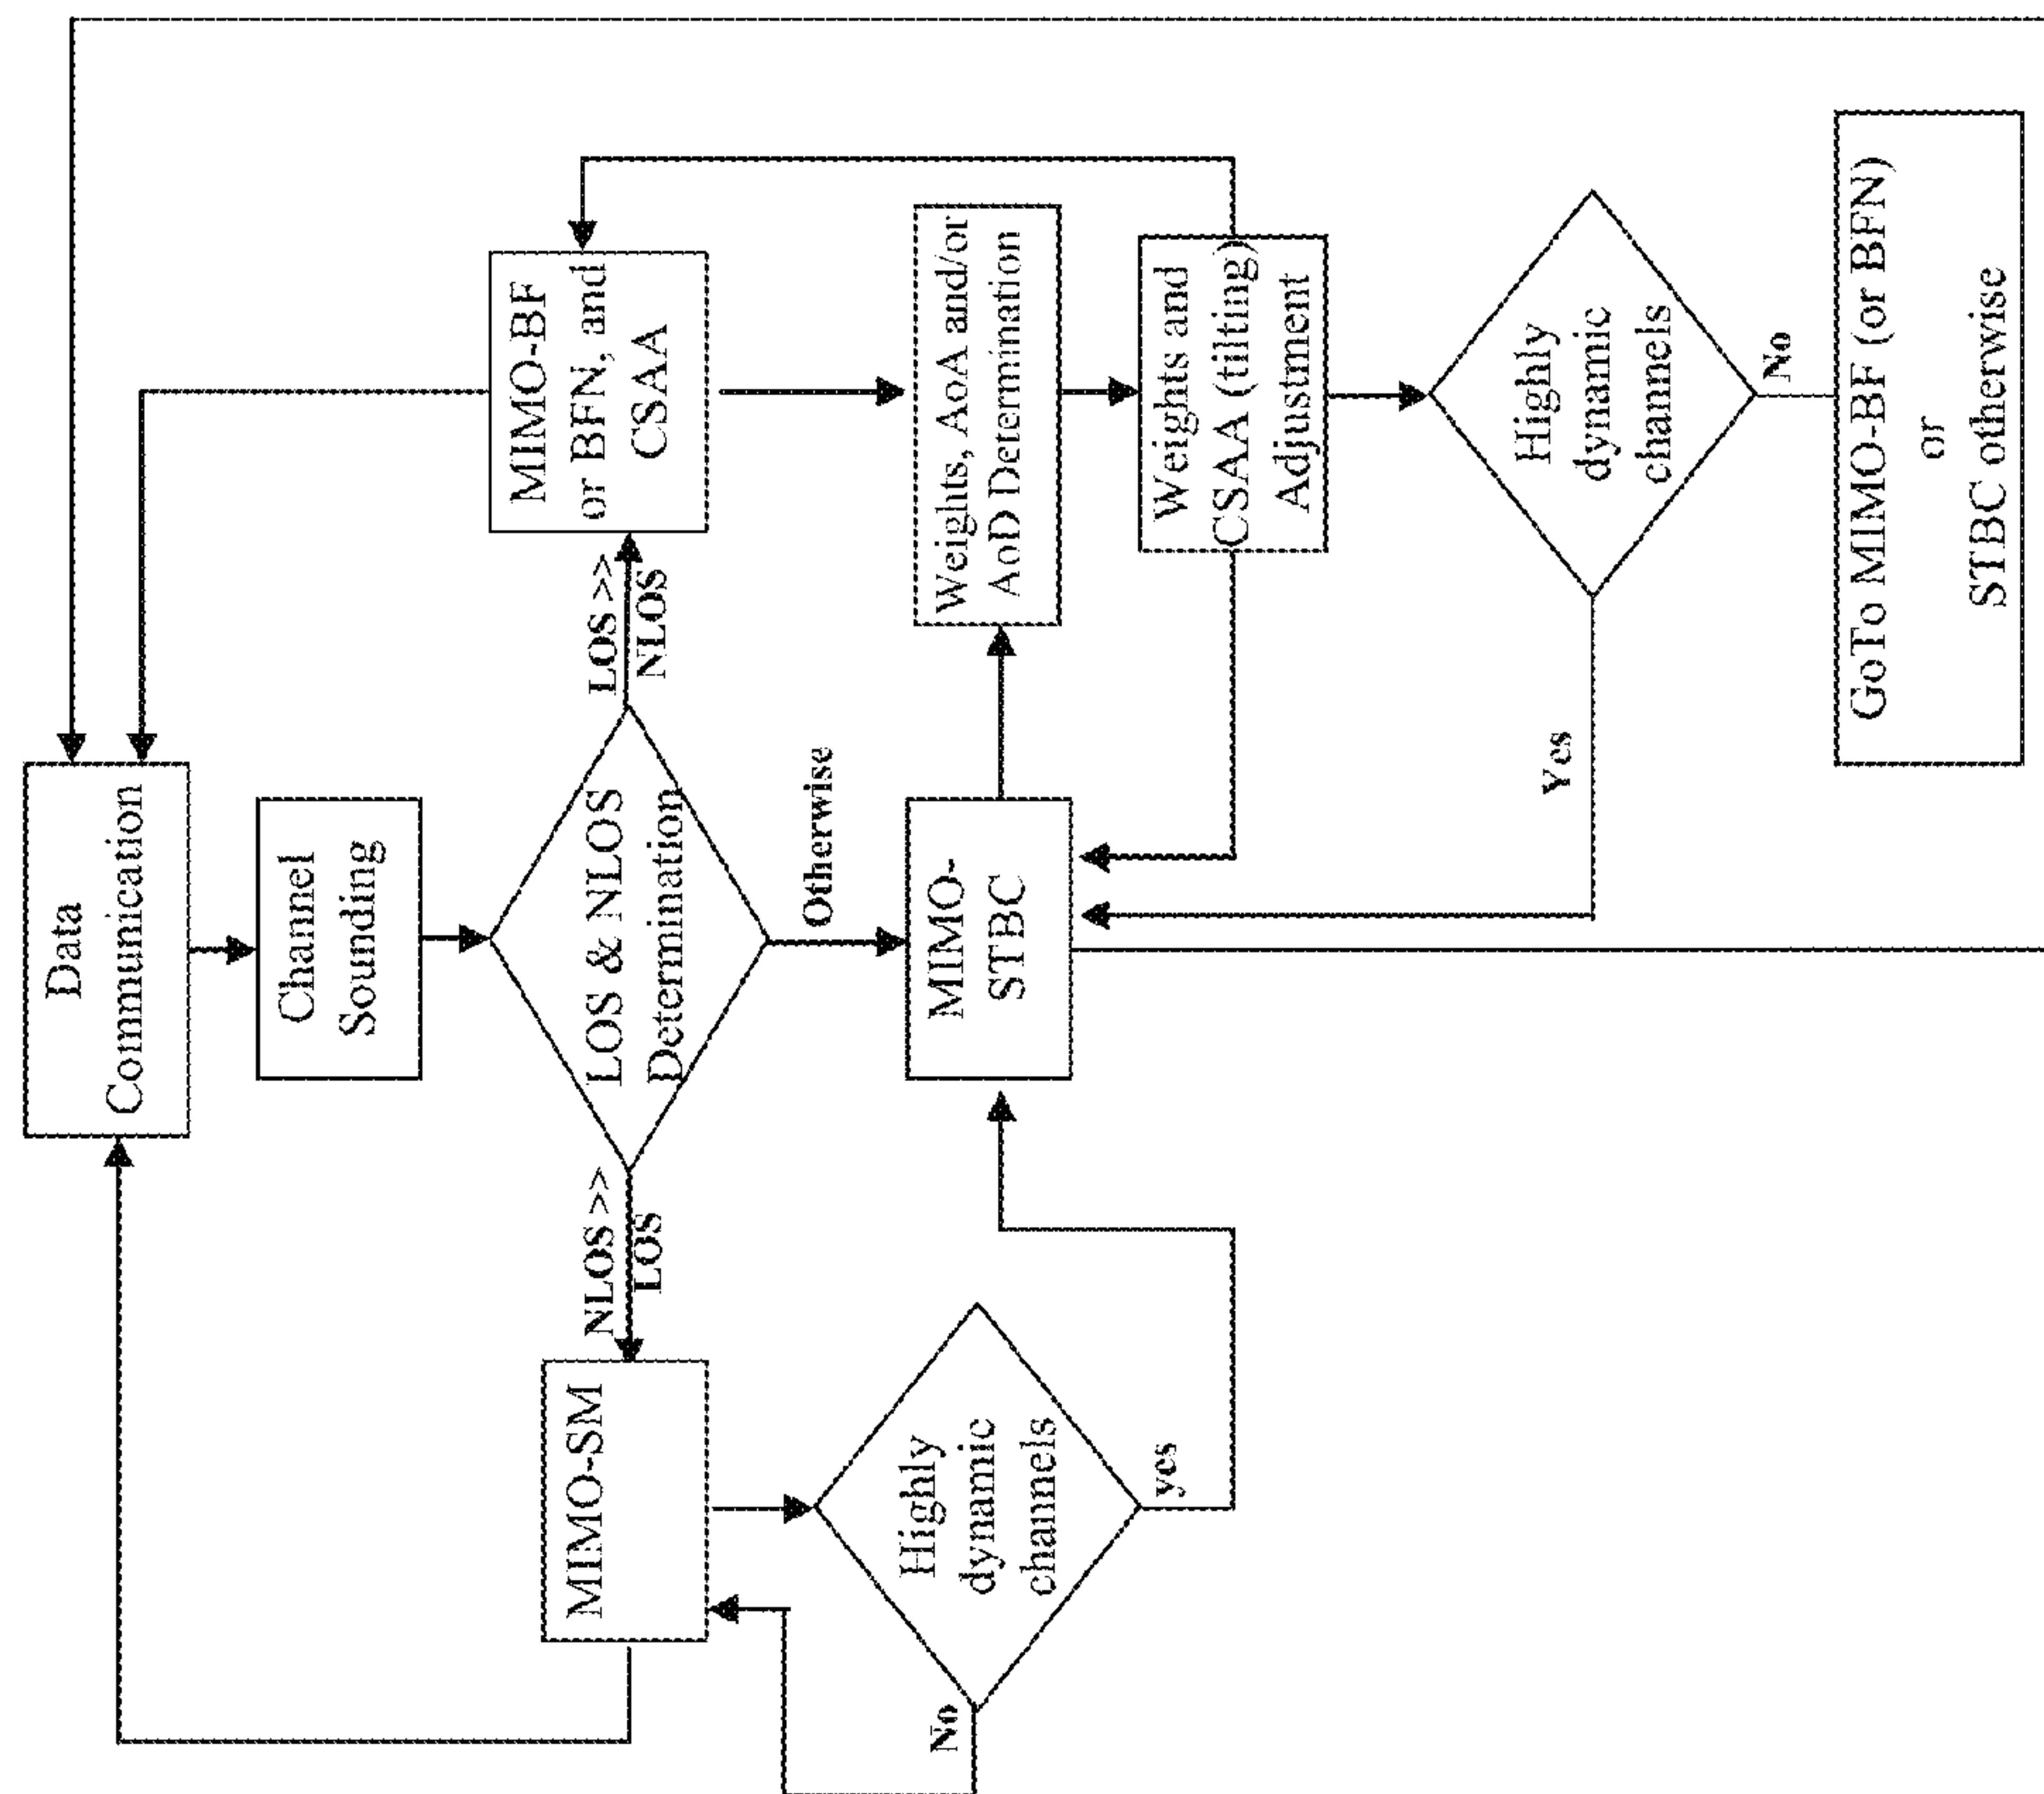 Data
Communication
Channel
Sounding
LOS & NLOS
Determination
NLOS >>
LOS
LOS >>
NLOS
Otherwise
MIMO-SM
MIMO-BF
or BFN, and
CSAA
Highly
dynamic
channels
No
yes
MIMO-
STBC
Weights, AoA and/or
AoD Determination
Weights and
CSAA (tilting)
Adjustment
Highly
dynamic
channels
Yes
No
GoTo MIMO-BF (or BFN)
or
STBC otherwise